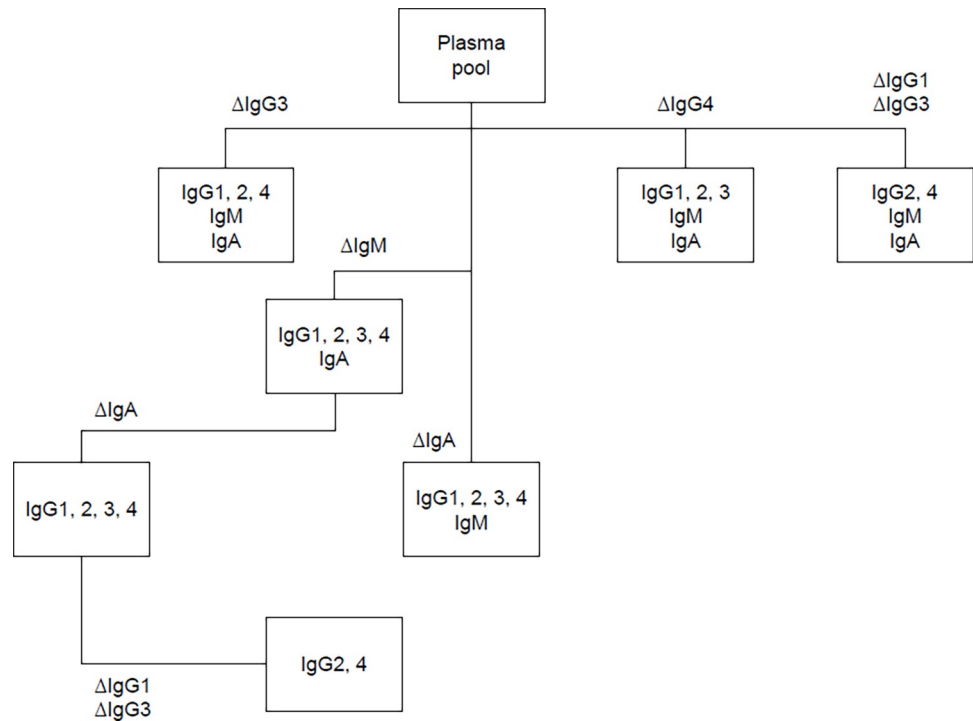 Plasma
pool
ΔIgG3
ΔIgG4
ΔIgG1
ΔIgG3
IgG1, 2, 4
IgM
IgA
IgG1, 2, 3
IgM
IgA
IgG2, 4
IgM
IgA
ΔIgM
IgG1, 2, 3, 4
IgA
ΔIgA
ΔIgA
IgG1, 2, 3, 4
IgG1, 2, 3, 4
IgM
IgG2, 4
ΔIgG1
ΔIgG3